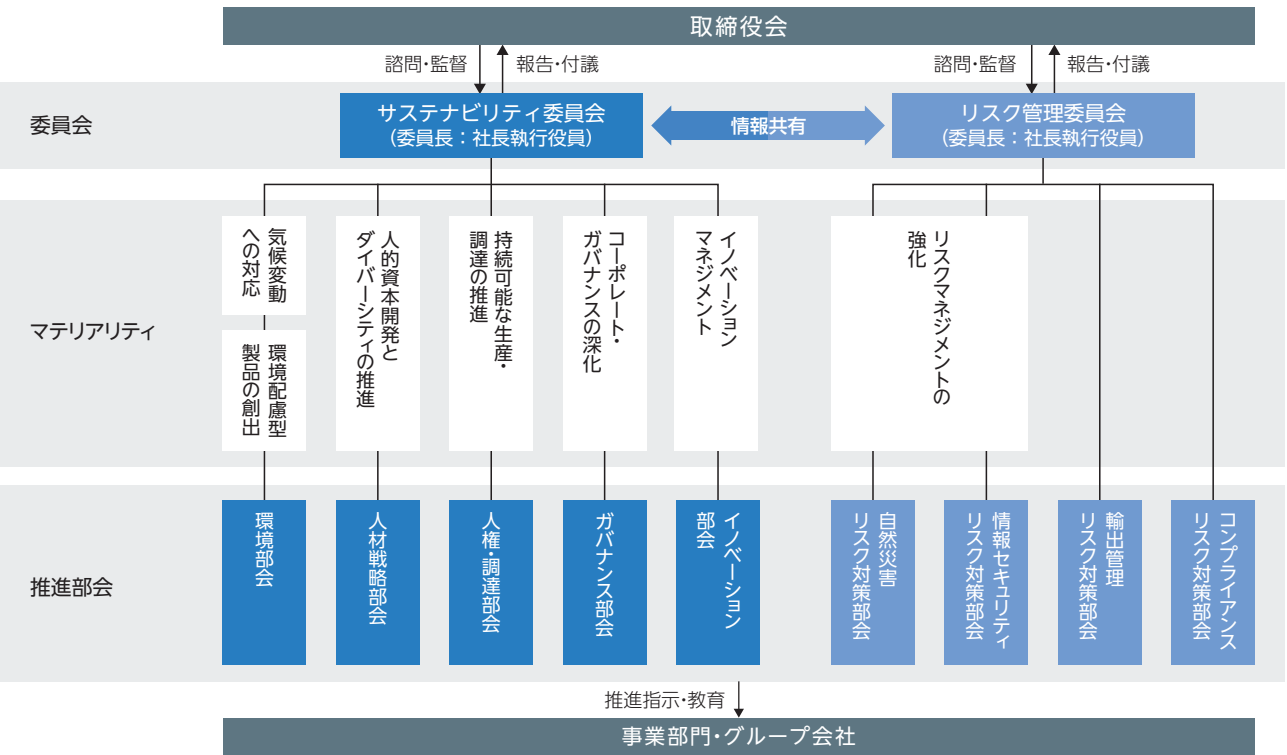 取締役会
諮問・監督
報告・付議
諮問・監督
報告・付議
委員会
サステナビリティ委員会
(委員長：社長執行役員)
情報共有
リスク管理委員会
(委員長：社長執行役員)
マテリアリティ
気候変動
への対応
環境配慮型
製品の創出
人的資本開発と
ダイバーシティの推進
持続可能な生産・
調達の推進
コーポレート・
ガバナンスの深化
イノベーション
マネジメント
リスクマネジメントの
強化
推進部会
環境部会
人材戦略部会
人権・調達部会
ガバナンス部会
イノベーション
部会
自然災害
リスク対策部会
情報セキュリティ
リスク対策部会
輸出管理
リスク対策部会
コンプライアンス
リスク対策部会
推進指示・教育
事業部門・グループ会社